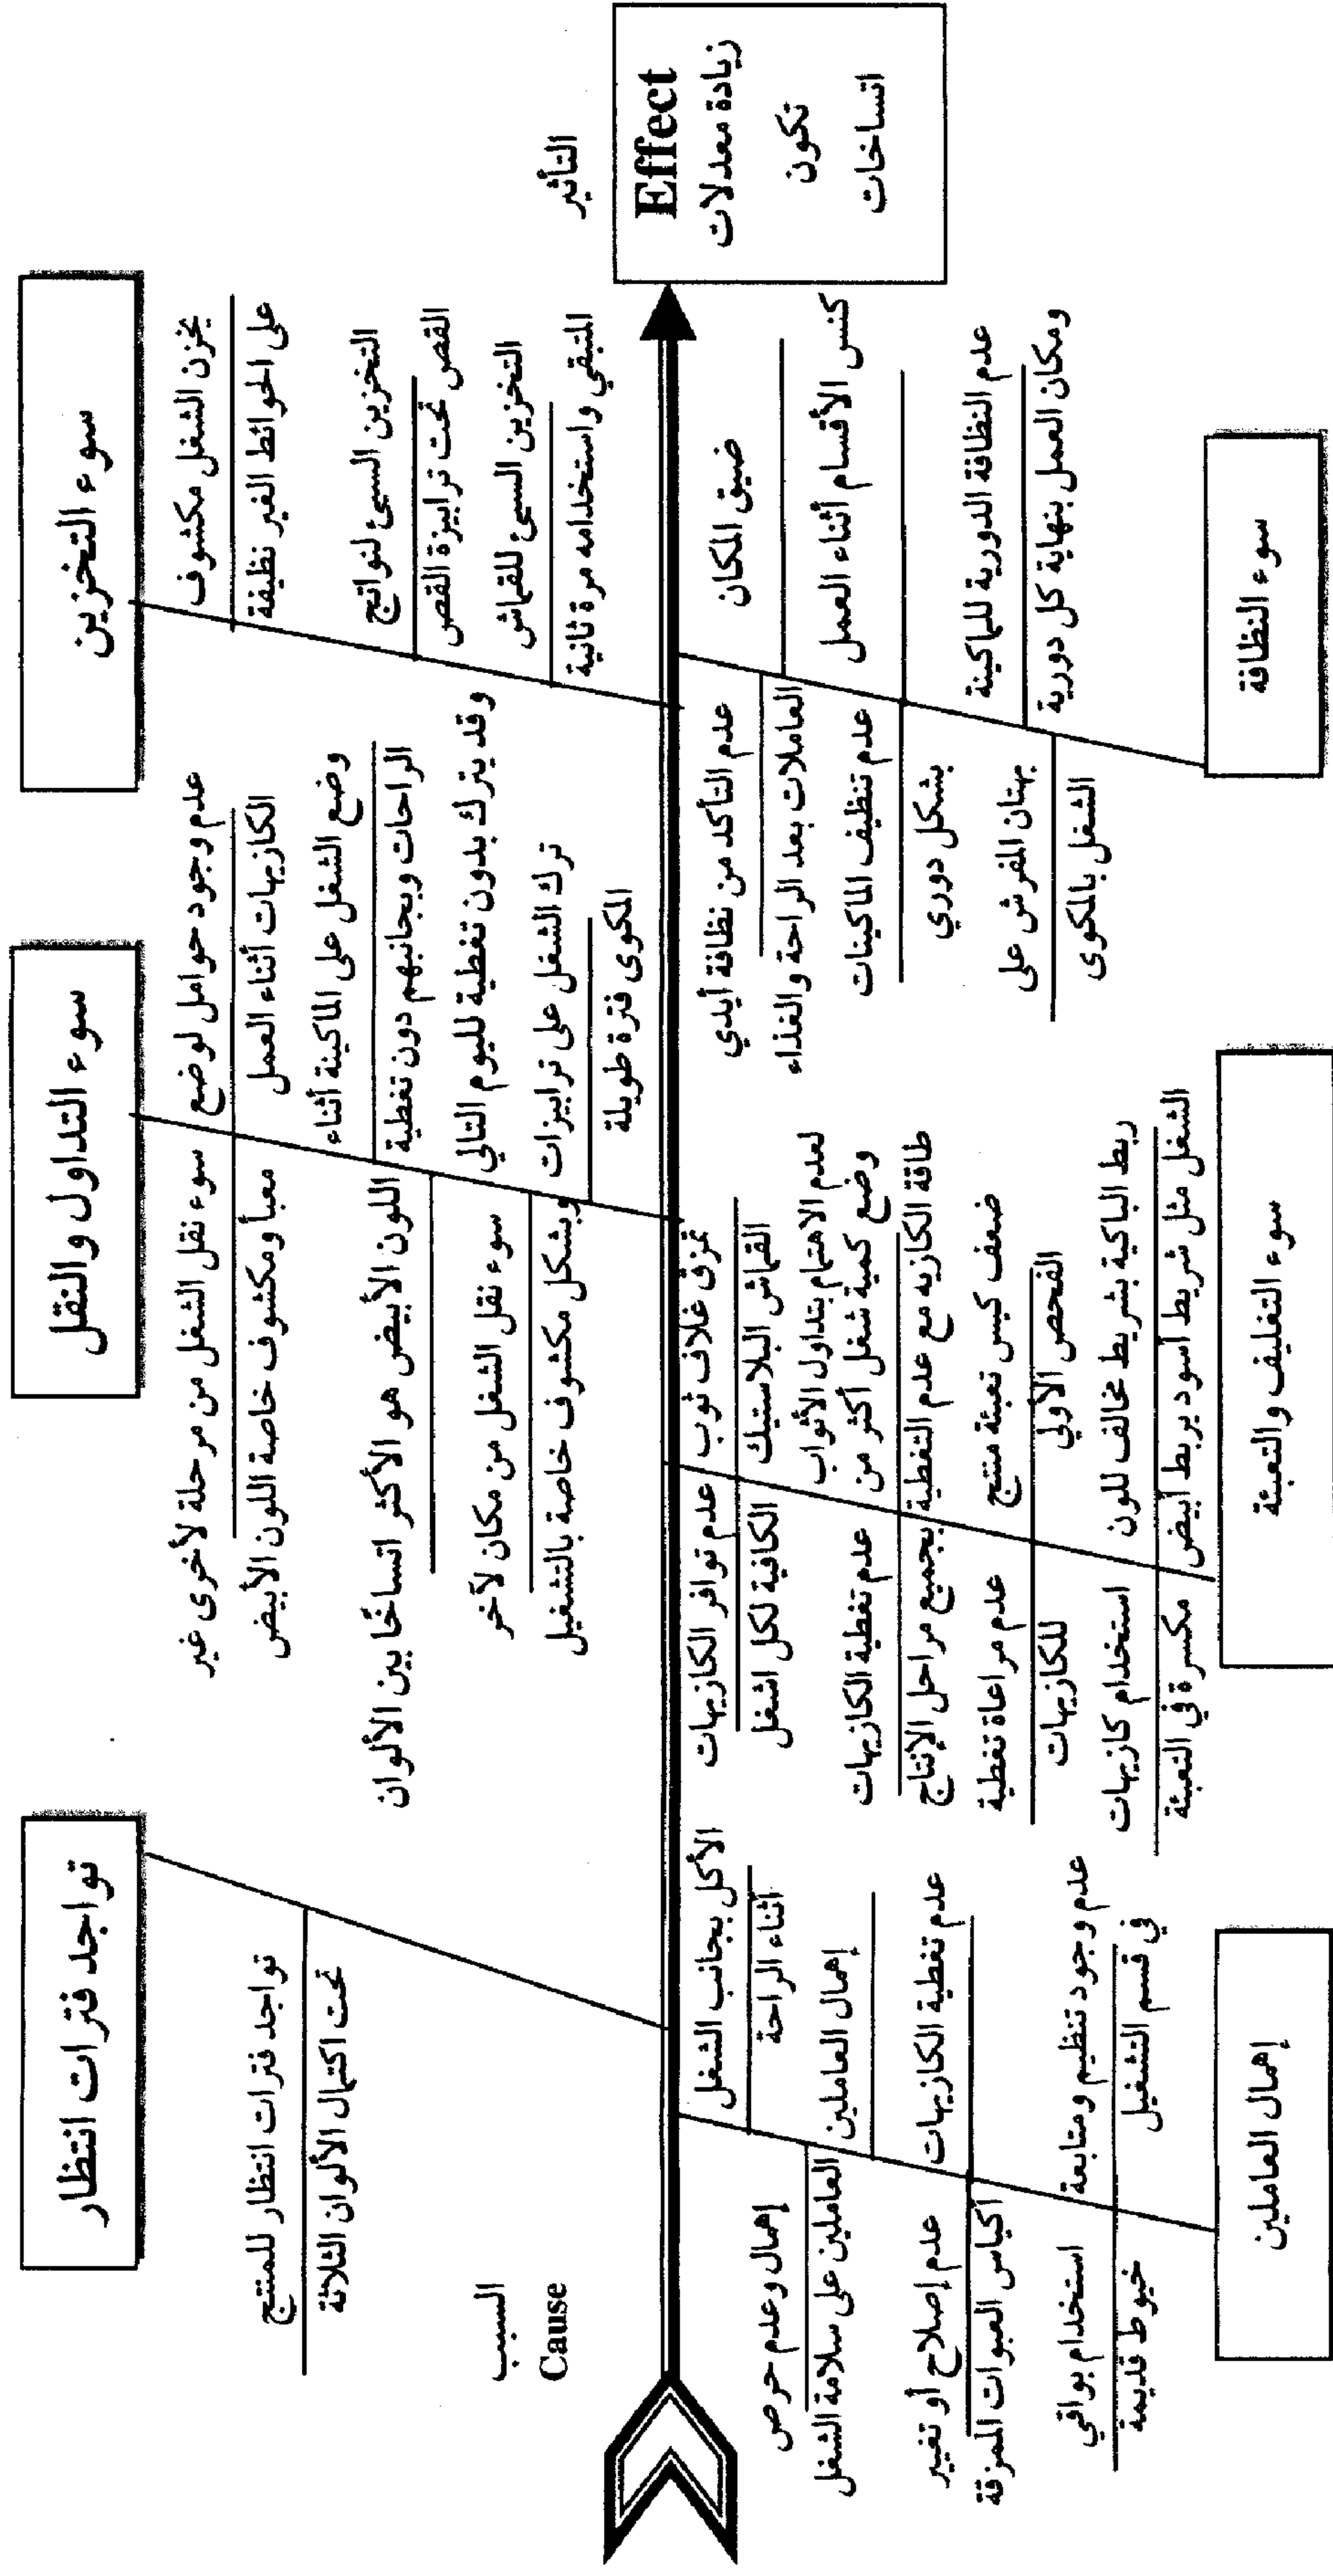 سوء التخزين
يخزن الشغل مكشوف
على الحوائط الغير نظيفة
التخزين السيئ لنواتج
القص تحت ترابيزة القص
التخزين السيئ للقماش
المتبقي واستخدامه مرة ثانية
سوء التداول والنقل
عدم وجود حوامل لوضع
الكازيهات أثناء العمل
وضع الشغل على الماكينة أثناء
الراحات وبجانبهم دون تغطية
وقد يترك بدون تغطية لليوم التالي
ترك الشغل على ترابيزات
المكوى فترة طويلة
سوء نقل الشغل من مرحلة لأخرى غير
معبأ ومكشوف خاصة اللون الأبيض
اللون الأبيض هو الأكثر اتساخًا بين الألوان
سوء نقل الشغل من مكان لآخر
وبشكل مكشوف خاصة بالتشغيل
تواجد فترات انتظار
تواجد فترات انتظار للمنتج
تحت اكتمال الألوان الثلاثة
السبب
Cause
التأثير
Effect
زيادة معدلات
تكون
اتساخات
ضيق المكان
كنس الأقسام أثناء العمل
عدم النظافة الدورية للماكينة
ومكان العمل بنهاية كل دورية
عدم التأكد من نظافة أيدي
العاملات بعد الراحة والغذاء
عدم تنظيف الماكينات
بشكل دوري
بهتان المفرش على
الشغل بالمكوى
سوء النظافة
تمزق غلاف ثوب
القماش البلاستيك
لعدم الاهتمام بتداول الأثواب
وضع كمية شغل أكثر من
طاقة الكازيه مع عدم التغطية
ضعف كيس تعبئة منتج
الفحص الأولي
ربط الباكية بشريط مخالف للون
الشغل مثل شريط أسود يربط أبيض
عدم توافر الكازيهات
الكافية لكل اشغل
عدم تغطية الكازيهات
بجميع مراحل الإنتاج
عدم مراعاة تغطية
للكازيهات
استخدام كازيهات
مكسرة في التعبئة
سوء التغليف والتعبئة
الأكل بجانب الشغل
أثناء الراحة
إهمال العاملين
عدم تغطية الكازيهات
عدم وجود تنظيم ومتابعة
في قسم التشغيل
إهمال وعدم حرص
العاملين على سلامة الشغل
عدم إصلاح أو تغيير
أكياس العبوات الممزقة
استخدام بواقي
خيوط قديمة
إهمال العاملين